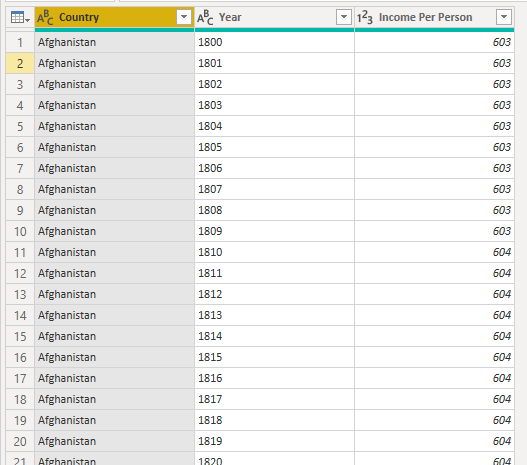 ABC Country ABC Year 123 Income Per Person
1 Afghanistan 1800 603
2 Afghanistan 1801 603
3 Afghanistan 1802 603
4 Afghanistan 1803 603
5 Afghanistan 1804 603
6 Afghanistan 1805 603
7 Afghanistan 1806 603
8 Afghanistan 1807 603
9 Afghanistan 1808 603
10 Afghanistan 1809 603
11 Afghanistan 1810 604
12 Afghanistan 1811 604
13 Afghanistan 1812 604
14 Afghanistan 1813 604
15 Afghanistan 1814 604
16 Afghanistan 1815 604
17 Afghanistan 1816 604
18 Afghanistan 1817 604
19 Afghanistan 1818 604
20 Afghanistan 1819 604
21 Afghanistan 1820 604